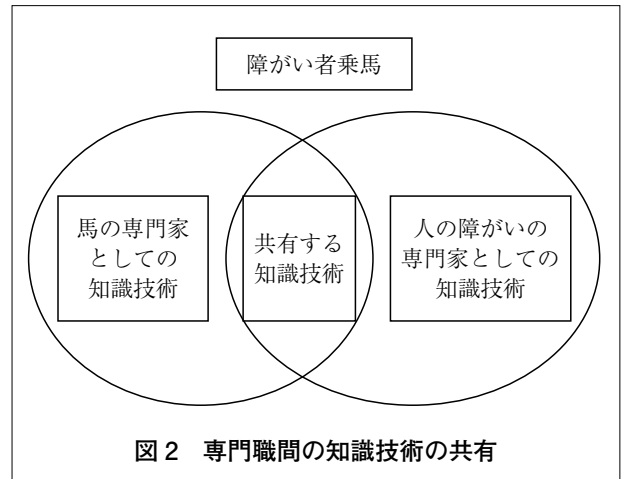 障がい者乗馬
馬の専門家
としての
知識技術
共有する
知識技術
人の障がいの
専門家としての
知識技術
図2 専門職間の知識技術の共有